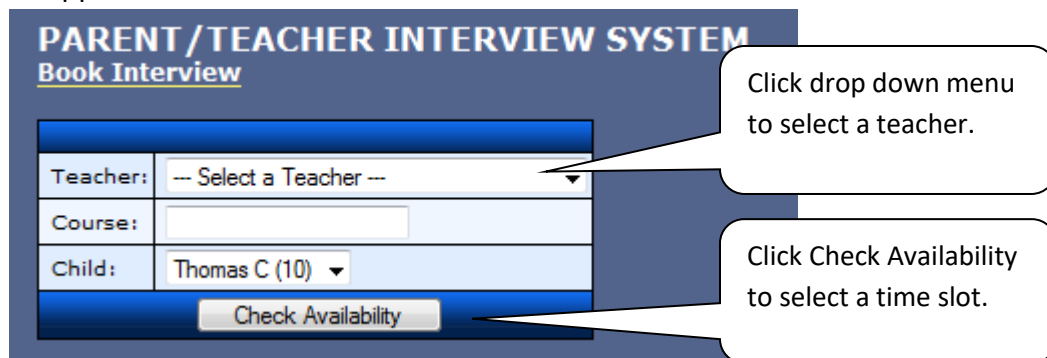 PARENT/TEACHER INTERVIEW SYSTEM
Book Interview
Click drop down menu
to select a teacher.
Teacher: --- Select a Teacher ---
Course:
Child: Thomas C (10)
Check Availability
Click Check Availability
to select a time slot.